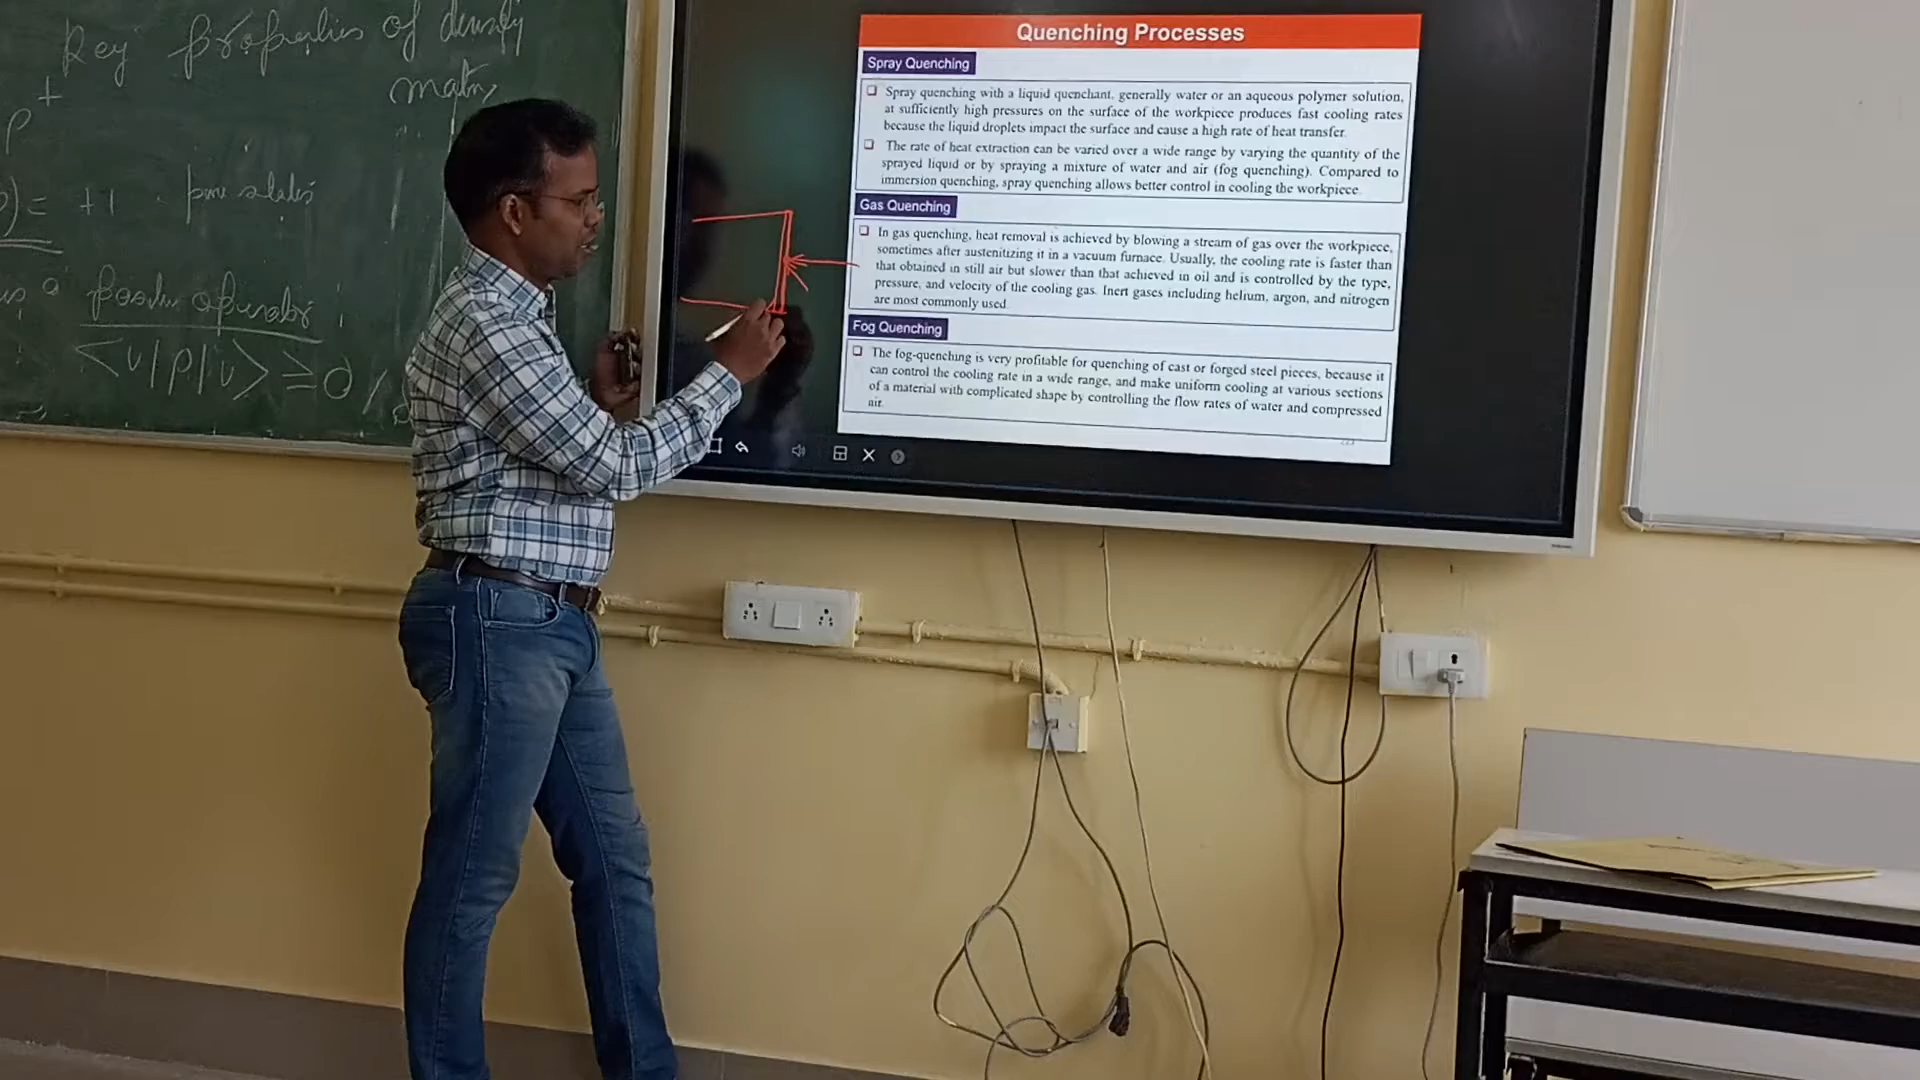 Key properties of density
matrix
ρ+
= +1 . pure states
a positive operator
<v|ρ|v> ≥ 0
Quenching Processes
Spray Quenching
❑ Spray quenching with a liquid quenchant, generally water or an aqueous polymer solution,
at sufficiently high pressures on the surface of the workpiece produces fast cooling rates
because the liquid droplets impact the surface and cause a high rate of heat transfer.
❑ The rate of heat extraction can be varied over a wide range by varying the quantity of the
sprayed liquid or by spraying a mixture of water and air (fog quenching). Compared to
immersion quenching, spray quenching allows better control in cooling the workpiece.
Gas Quenching
❑ In gas quenching, heat removal is achieved by blowing a stream of gas over the workpiece,
sometimes after austenitizing it in a vacuum furnace. Usually, the cooling rate is faster than
that obtained in still air but slower than that achieved in oil and is controlled by the type,
pressure, and velocity of the cooling gas. Inert gases including helium, argon, and nitrogen
are most commonly used.
Fog Quenching
❑ The fog-quenching is very profitable for quenching of cast or forged steel pieces, because it
can control the cooling rate in a wide range, and make uniform cooling at various sections
of a material with complicated shape by controlling the flow rates of water and compressed
air.